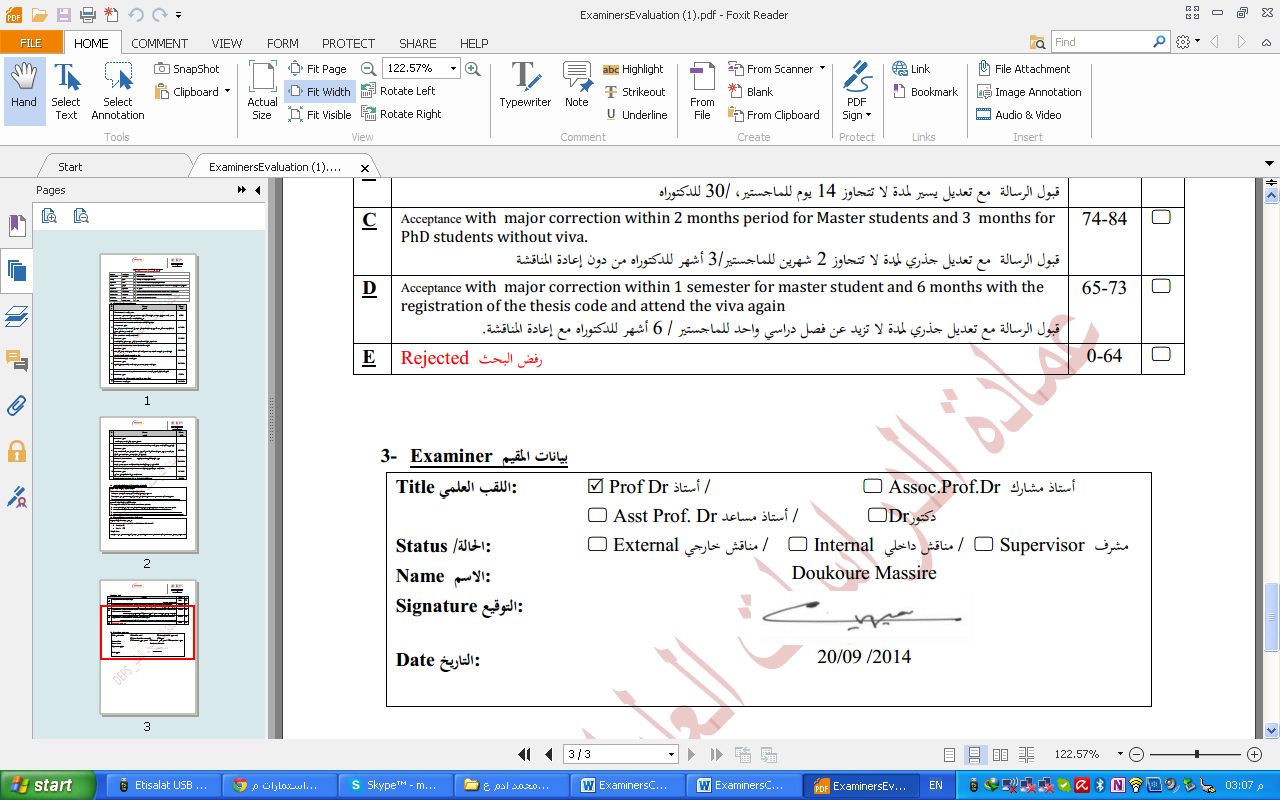 ExaminersEvaluation (1).pdf - Foxit Reader
FILE HOME COMMENT VIEW FORM PROTECT SHARE HELP Find
Hand
Select Text
Select Annotation
SnapShot
Clipboard
Tools
Actual Size
Fit Page
Fit Width
Fit Visible
122.57%
Rotate Left
Rotate Right
View
Typewriter
Note
Highlight
Strikeout
Underline
Comment
From File
From Scanner
Blank
From Clipboard
Create
PDF Sign
Protect
Link
Bookmark
Links
File Attachment
Image Annotation
Audio & Video
Insert
Start ExaminersEvaluation (1)....
Pages
1
2
3
قبول الرسالة مع تعديل يسير لمدة لا تتجاوز 14 يوم للماجستير، /30 للدكتوراه
C Acceptance with major correction within 2 months period for Master students and 3 months for 74-84
PhD students without viva.
قبول الرسالة مع تعديل جذري لمدة لا تتجاوز 2 شهرين للماجستير/3 أشهر للدكتوراه من دون إعادة المناقشة
D Acceptance with major correction within 1 semester for master student and 6 months with the 65-73
registration of the thesis code and attend the viva again
قبول الرسالة مع تعديل جذري لمدة لا تزيد عن فصل دراسي واحد للماجستير / 6 أشهر للدكتوراه مع إعادة المناقشة.
E Rejected رفض البحث 0-64
3- Examiner بيانات المقيم
Title اللقب العلمي: Prof Dr أستاذ / Assoc.Prof.Dr أستاذ مشارك
Asst Prof. Dr أستاذ مساعد / Dr دكتور
Status /الحالة: External مناقش خارجي / Internal مناقش داخلي / Supervisor مشرف
Name الاسم: Doukoure Massire
Signature التوقيع:
Date التاريخ: 20/09 /2014
3 / 3 122.57%
start Etisalat USB ... استمارات م... Skype™ - m... محمد ادم ع... ExaminersC... ExaminersC... ExaminersEv... EN 03:07 م